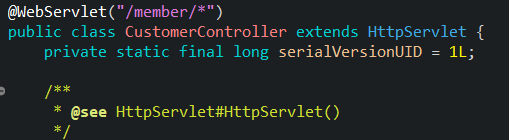 @WebServlet("/member/*")
public class CustomerController extends HttpServlet {
private static final long serialVersionUID = 1L;
/**
* @see HttpServlet#HttpServlet()
*/